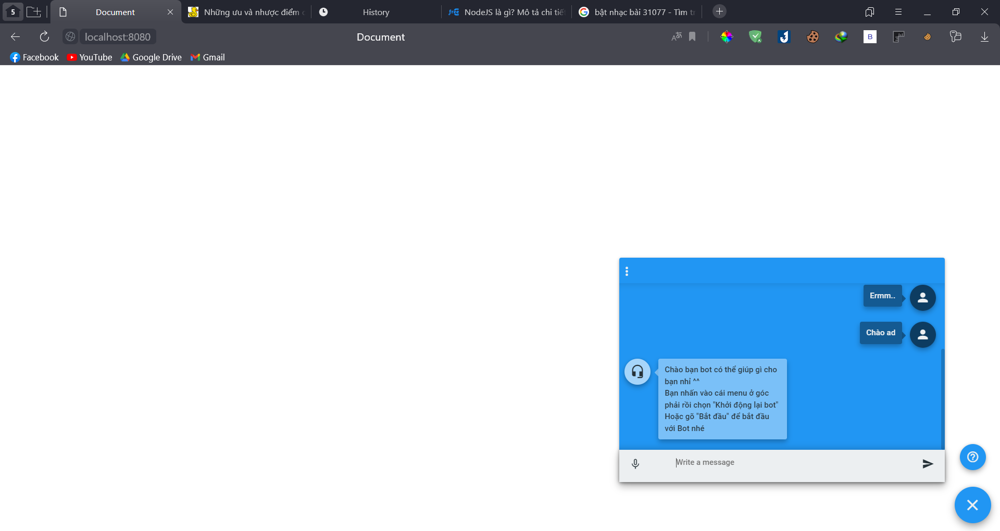 5
Document
Những ưu và nhược điểm
History
NodeJS là gì? Mô tả chi tiế
bật nhạc bài 31077 - Tìm tr
localhost:8080
Document
B
Facebook
YouTube
Google Drive
Gmail
Ermm..
Chào ad
Chào bạn bot có thể giúp gì cho
bạn nhỉ ^^
Bạn nhấn vào cái menu ở góc
phải rồi chọn "Khởi động lại bot"
Hoặc gõ "Bắt đầu" để bắt đầu
với Bot nhé
Write a message